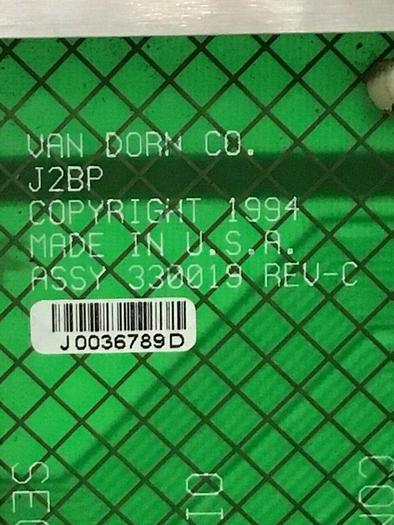 VAN DORN CO.
J2BP
COPYRIGHT 1994
MADE IN U.S.A.
ASSY 330019 REV-C
J0036789D